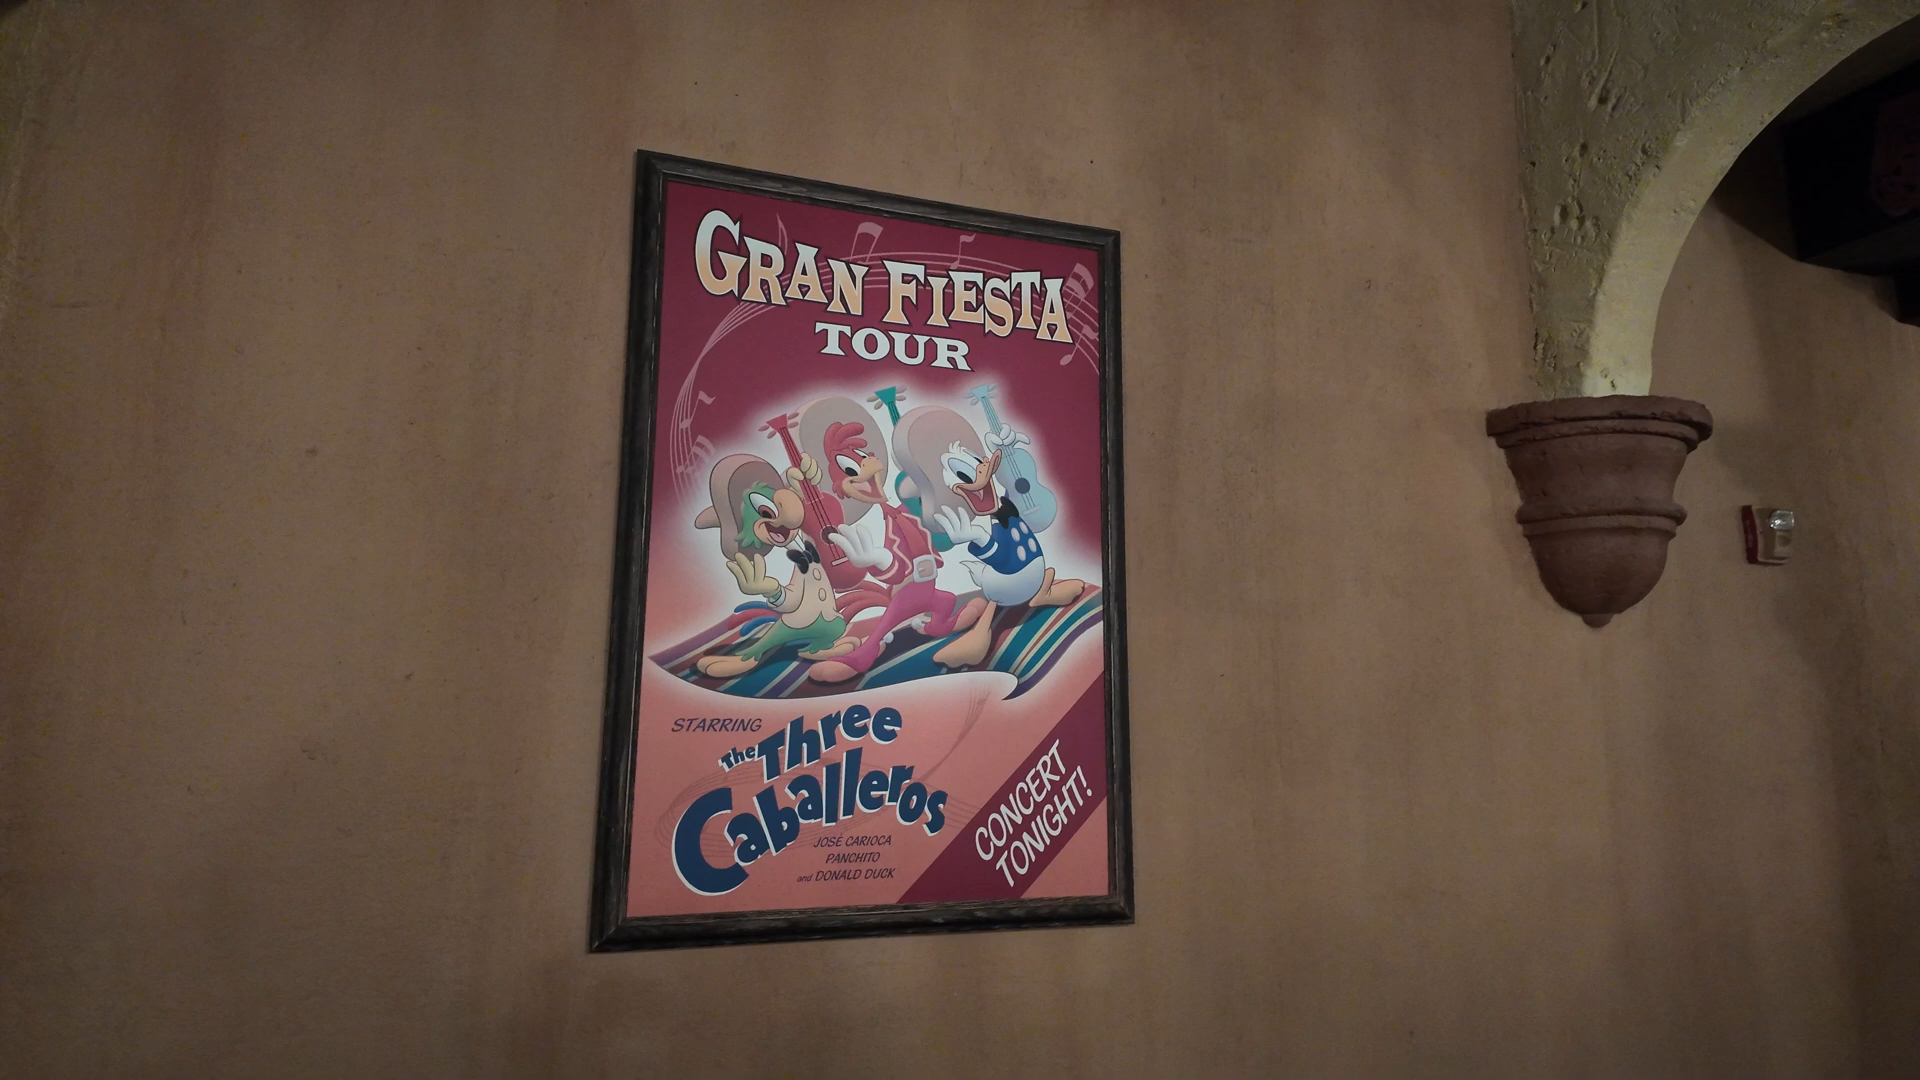 GRAN FIESTA
TOUR
STARRING
The Three
Caballeros
JOSÉ CARIOCA
PANCHITO
and DONALD DUCK
CONCERT
TONIGHT!